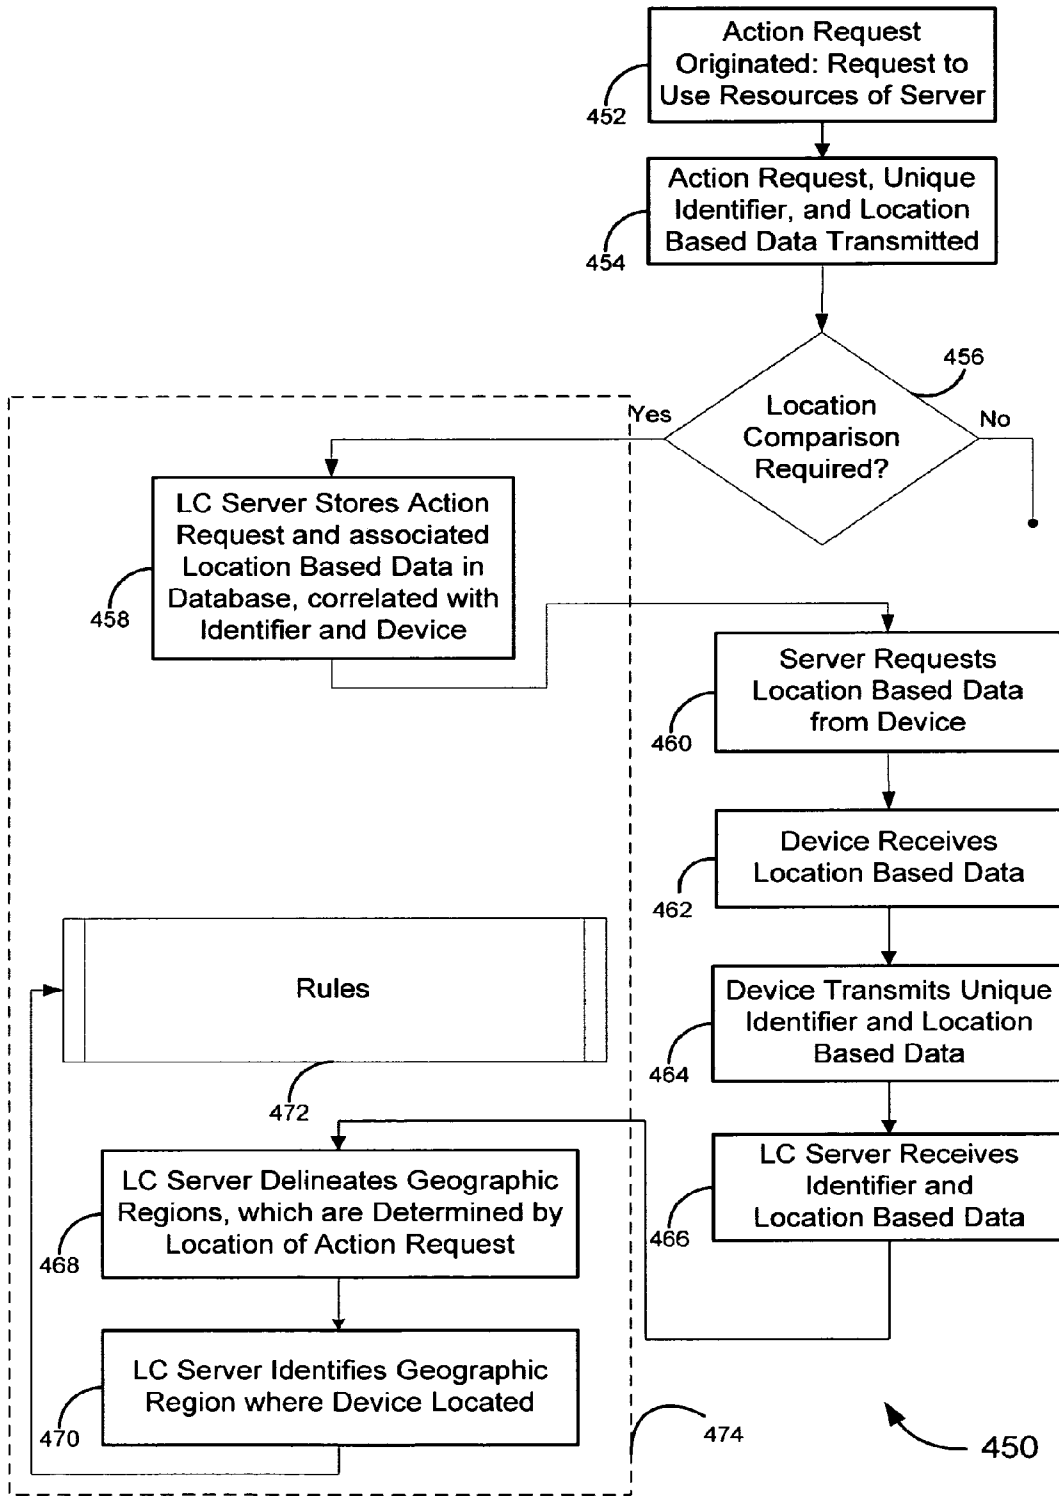 Action Request
Originated: Request to
Use Resources of Server
452
Action Request, Unique
Identifier, and Location
Based Data Transmitted
454
456
Location
Comparison
Required?
Yes
No
LC Server Stores Action
Request and associated
Location Based Data in
Database, correlated with
Identifier and Device
458
Server Requests
Location Based Data
from Device
460
Device Receives
Location Based Data
462
Device Transmits Unique
Identifier and Location
Based Data
464
LC Server Receives
Identifier and
Location Based Data
466
Rules
472
LC Server Delineates Geographic
Regions, which are Determined by
Location of Action Request
468
LC Server Identifies Geographic
Region where Device Located
470
474
450